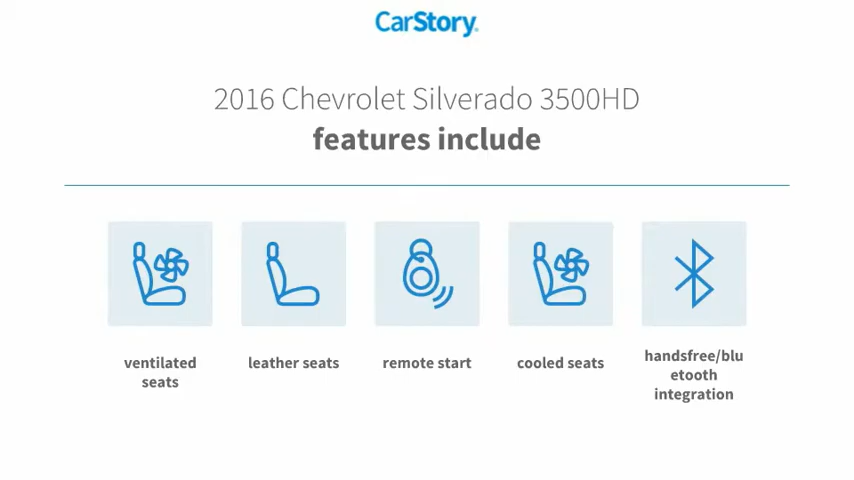 CarStory.
2016 Chevrolet Silverado 3500HD
features include
ventilated
seats
leather seats
remote start
cooled seats
handsfree/blu
etooth
integration